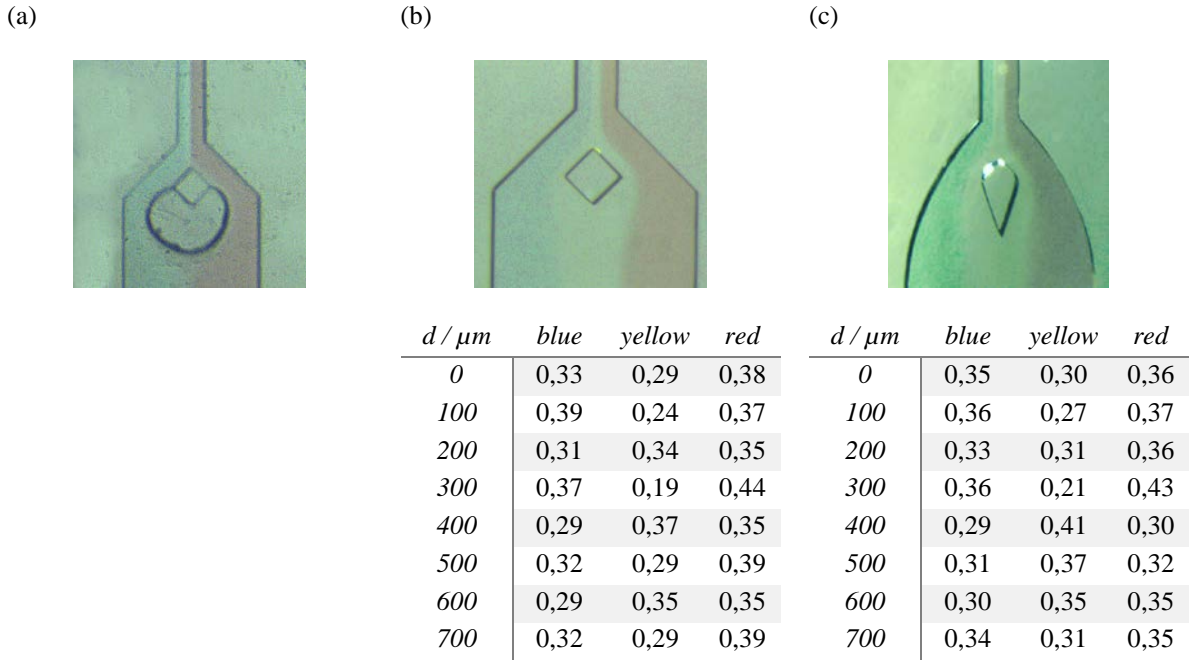 (a) (b) (c)
d / µm blue yellow red d / µm blue yellow red
0 0,33 0,29 0,38 0 0,35 0,30 0,36
100 0,39 0,24 0,37 100 0,36 0,27 0,37
200 0,31 0,34 0,35 200 0,33 0,31 0,36
300 0,37 0,19 0,44 300 0,36 0,21 0,43
400 0,29 0,37 0,35 400 0,29 0,41 0,30
500 0,32 0,29 0,39 500 0,31 0,37 0,32
600 0,29 0,35 0,35 600 0,30 0,35 0,35
700 0,32 0,29 0,39 700 0,34 0,31 0,35